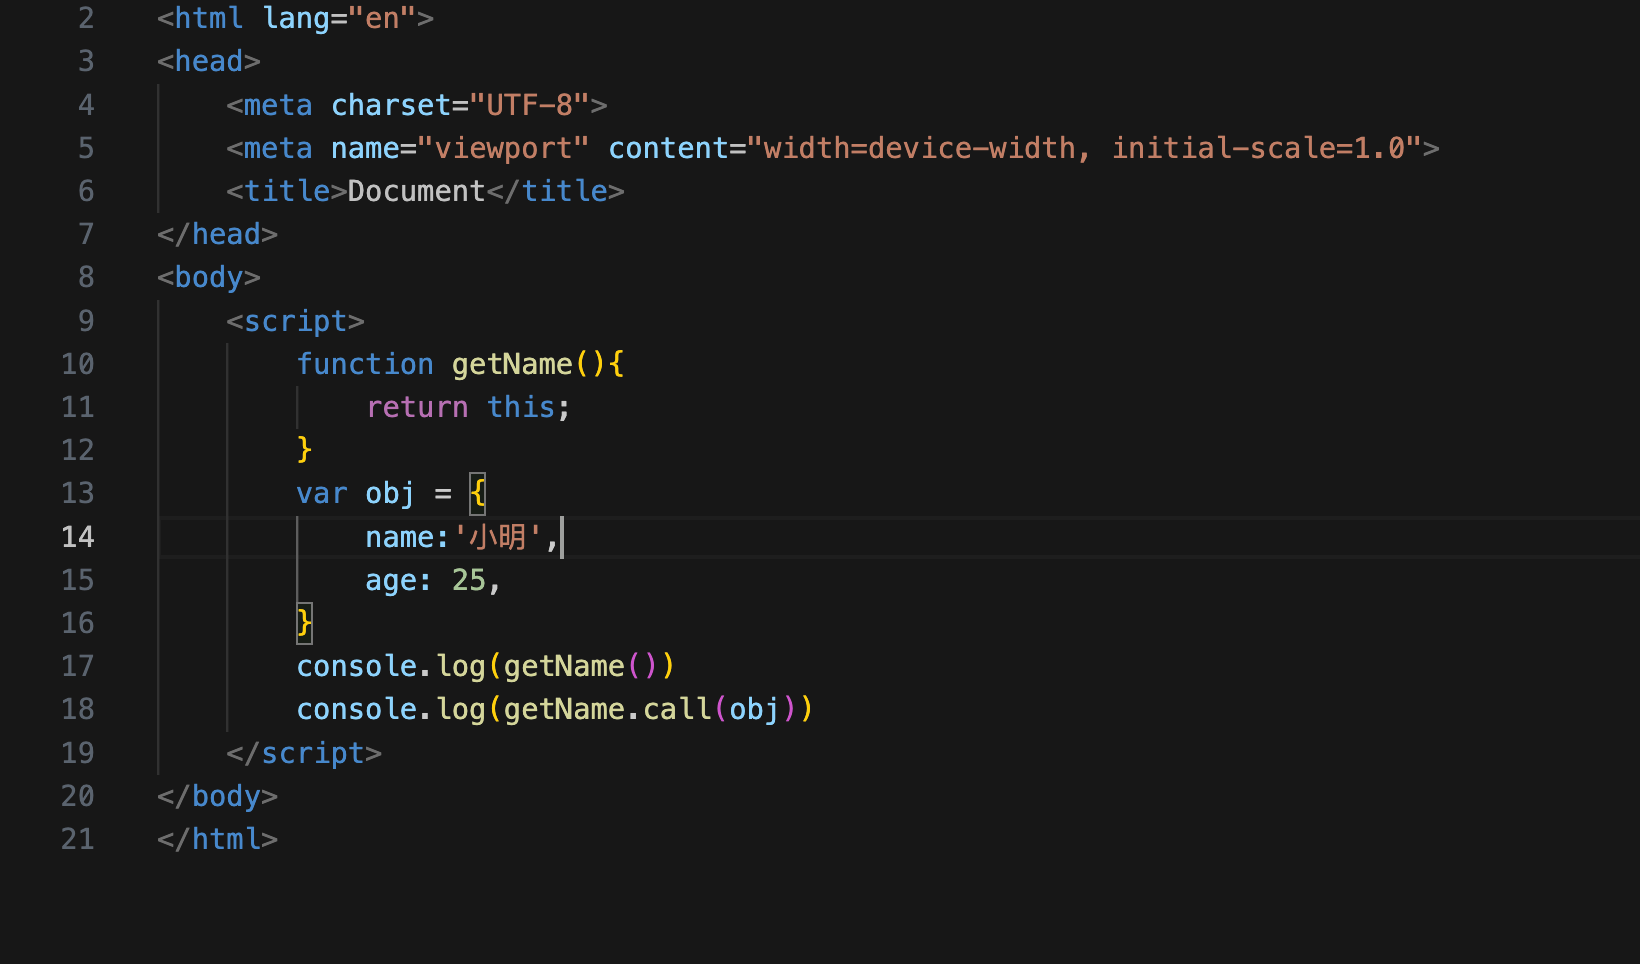 2 <html lang="en">
3 <head>
4 <meta charset="UTF-8">
5 <meta name="viewport" content="width=device-width, initial-scale=1.0">
6 <title>Document</title>
7 </head>
8 <body>
9 <script>
10 function getName(){
11 return this;
12 }
13 var obj = {
14 name:'小明',
15 age: 25,
16 }
17 console.log(getName())
18 console.log(getName.call(obj))
19 </script>
20 </body>
21 </html>